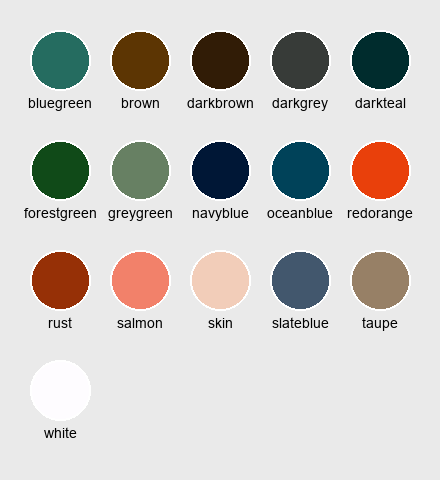 bluegreen brown darkbrown darkgrey darkteal
forestgreen greygreen navyblue oceanblue redorange
rust salmon skin slateblue taupe
white